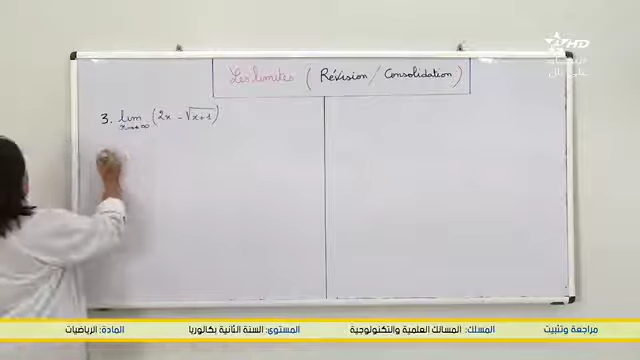 HD
Les limites ( Révision / Consolidation )
3. lim (2x - √x+1)
x→+∞
مراجعة وتثبيت المسلك: المسالك العلمية والتكنولوجية المستوى: السنة الثانية بكالوريا المادة: الرياضيات